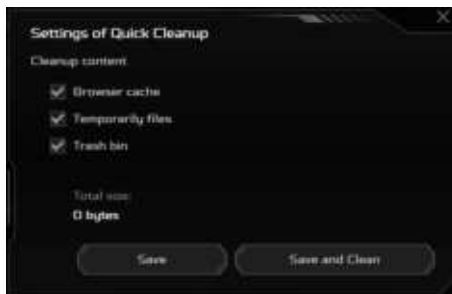 Settings of Quick Cleanup
Cleanup content
Browser cache
Temporarily files
Trash bin
Total size:
0 bytes
Save
Save and Clean